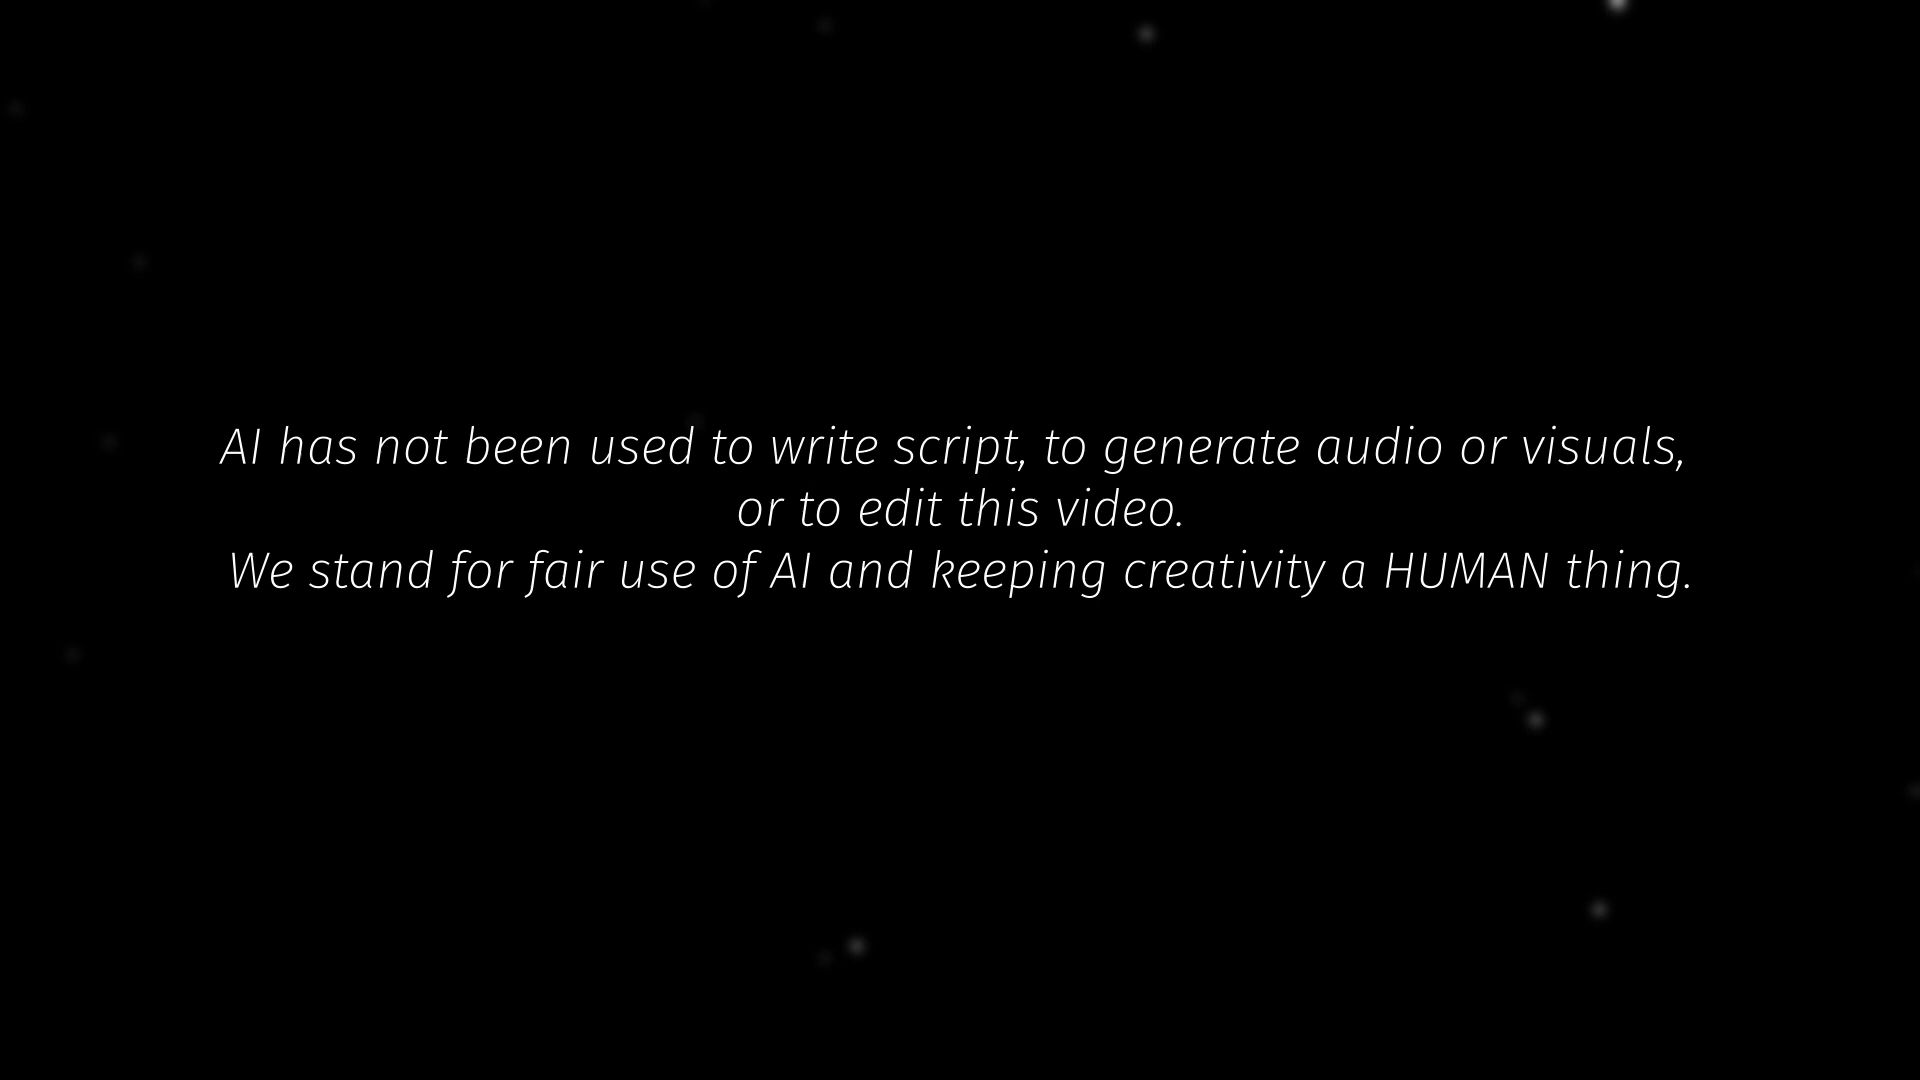 AI has not been used to write script, to generate audio or visuals,
or to edit this video.
We stand for fair use of AI and keeping creativity a HUMAN thing.